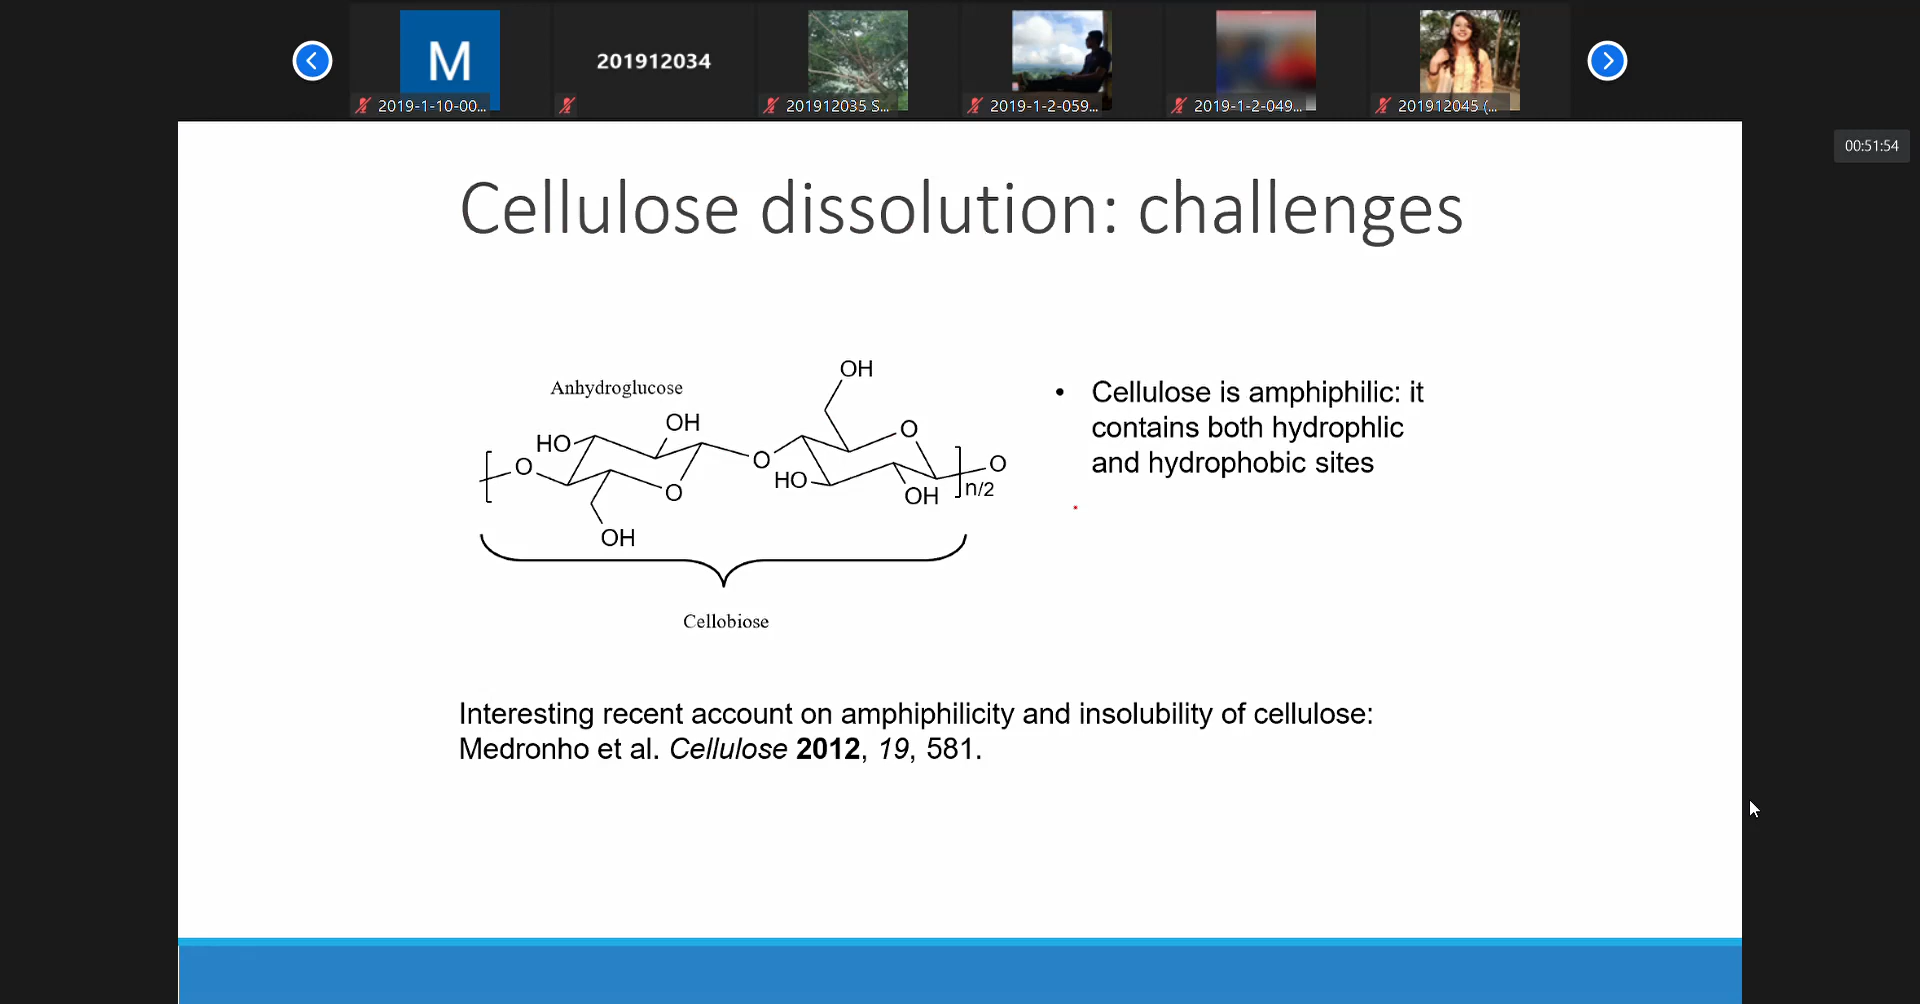 M
201912034
2019-1-10-00...
201912035 S...
2019-1-2-059...
2019-1-2-049...
201912045 (...
00:51:54
Cellulose dissolution: challenges
OH
Anhydroglucose
OH
HO
O
O
O
O
HO
OH
O
n/2
OH
Cellobiose
• Cellulose is amphiphilic: it
contains both hydrophlic
and hydrophobic sites
Interesting recent account on amphiphilicity and insolubility of cellulose:
Medronho et al. Cellulose 2012, 19, 581.